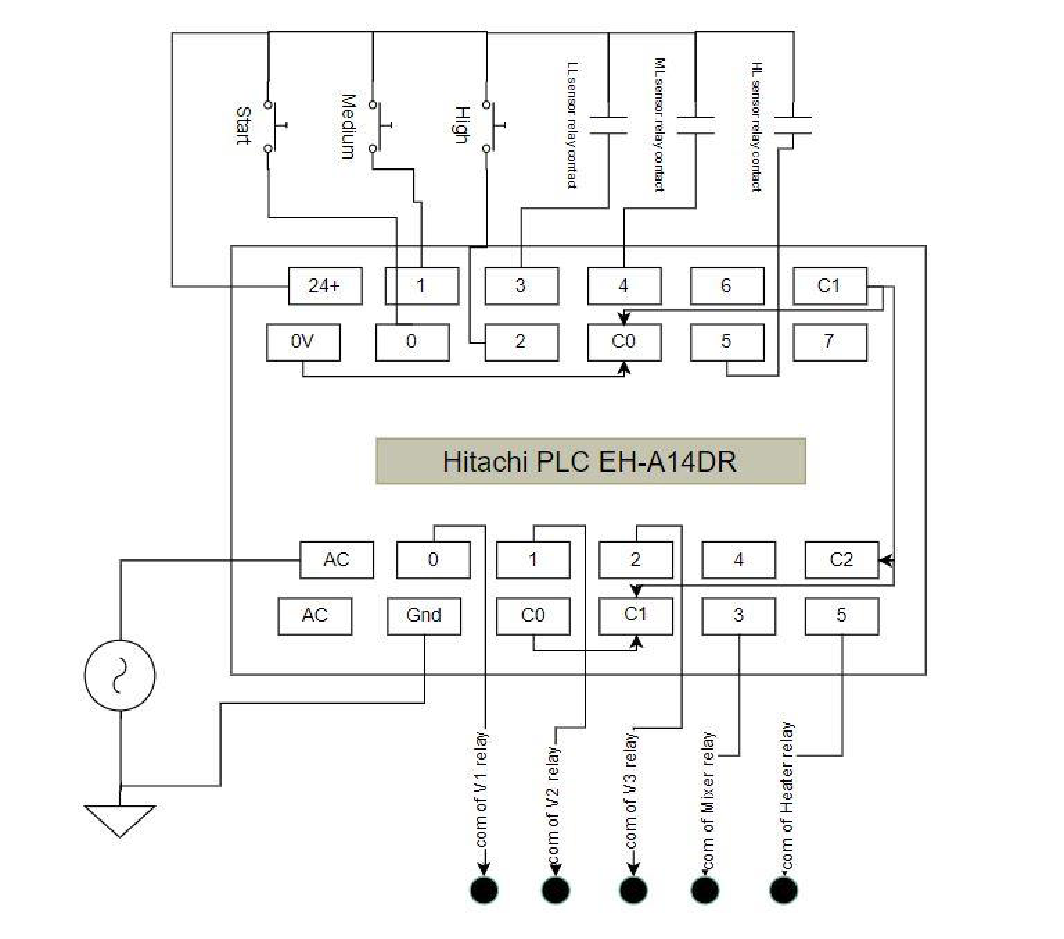 Start
Medium
High
LL sensor relay contact
ML sensor relay contact
HL sensor relay contact
24+
1
3
4
6
C1
0V
0
2
C0
5
7
Hitachi PLC EH-A14DR
AC
0
1
2
4
C2
AC
Gnd
C0
C1
3
5
com of V1 relay
com of V2 relay
com of V3 relay
com of Mixer relay
com of Heater relay